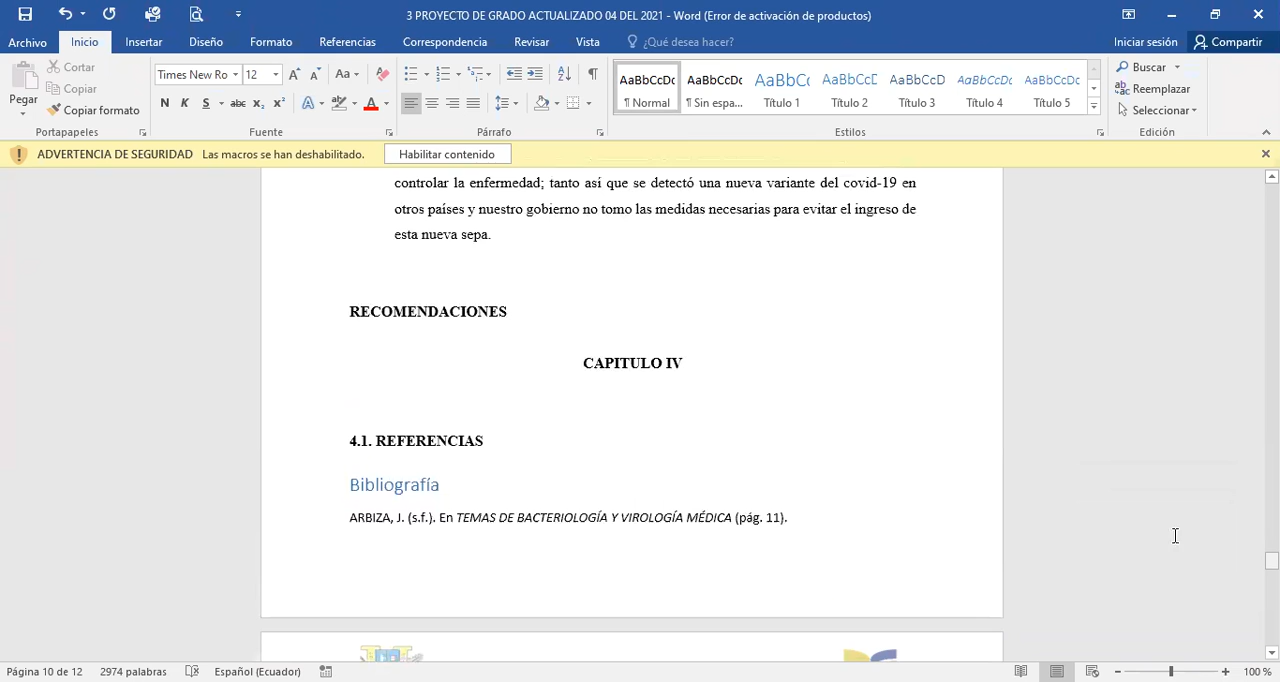 3 PROYECTO DE GRADO ACTUALIZADO 04 DEL 2021 - Word (Error de activación de productos)
Archivo Inicio Insertar Diseño Formato Referencias Correspondencia Revisar Vista ¿Qué desea hacer? Iniciar sesión Compartir
Pegar
Cortar
Copiar
Copiar formato
Portapapeles
Times New Ro 12
N K S abc x₂ x²
Fuente
Párrafo
AaBbCcDc AaBbCcDc AaBbCc AaBbCcD AaBbCcD AaBbCcDc AaBbCcDc
¶ Normal ¶ Sin espa... Título 1 Título 2 Título 3 Título 4 Título 5
Estilos
Buscar
Reemplazar
Seleccionar
Edición
ADVERTENCIA DE SEGURIDAD Las macros se han deshabilitado. Habilitar contenido
controlar la enfermedad; tanto así que se detectó una nueva variante del covid-19 en
otros países y nuestro gobierno no tomo las medidas necesarias para evitar el ingreso de
esta nueva sepa.
RECOMENDACIONES
CAPITULO IV
4.1. REFERENCIAS
Bibliografía
ARBIZA, J. (s.f.). En TEMAS DE BACTERIOLOGÍA Y VIROLOGÍA MÉDICA (pág. 11).
Página 10 de 12 2974 palabras Español (Ecuador) 100 %